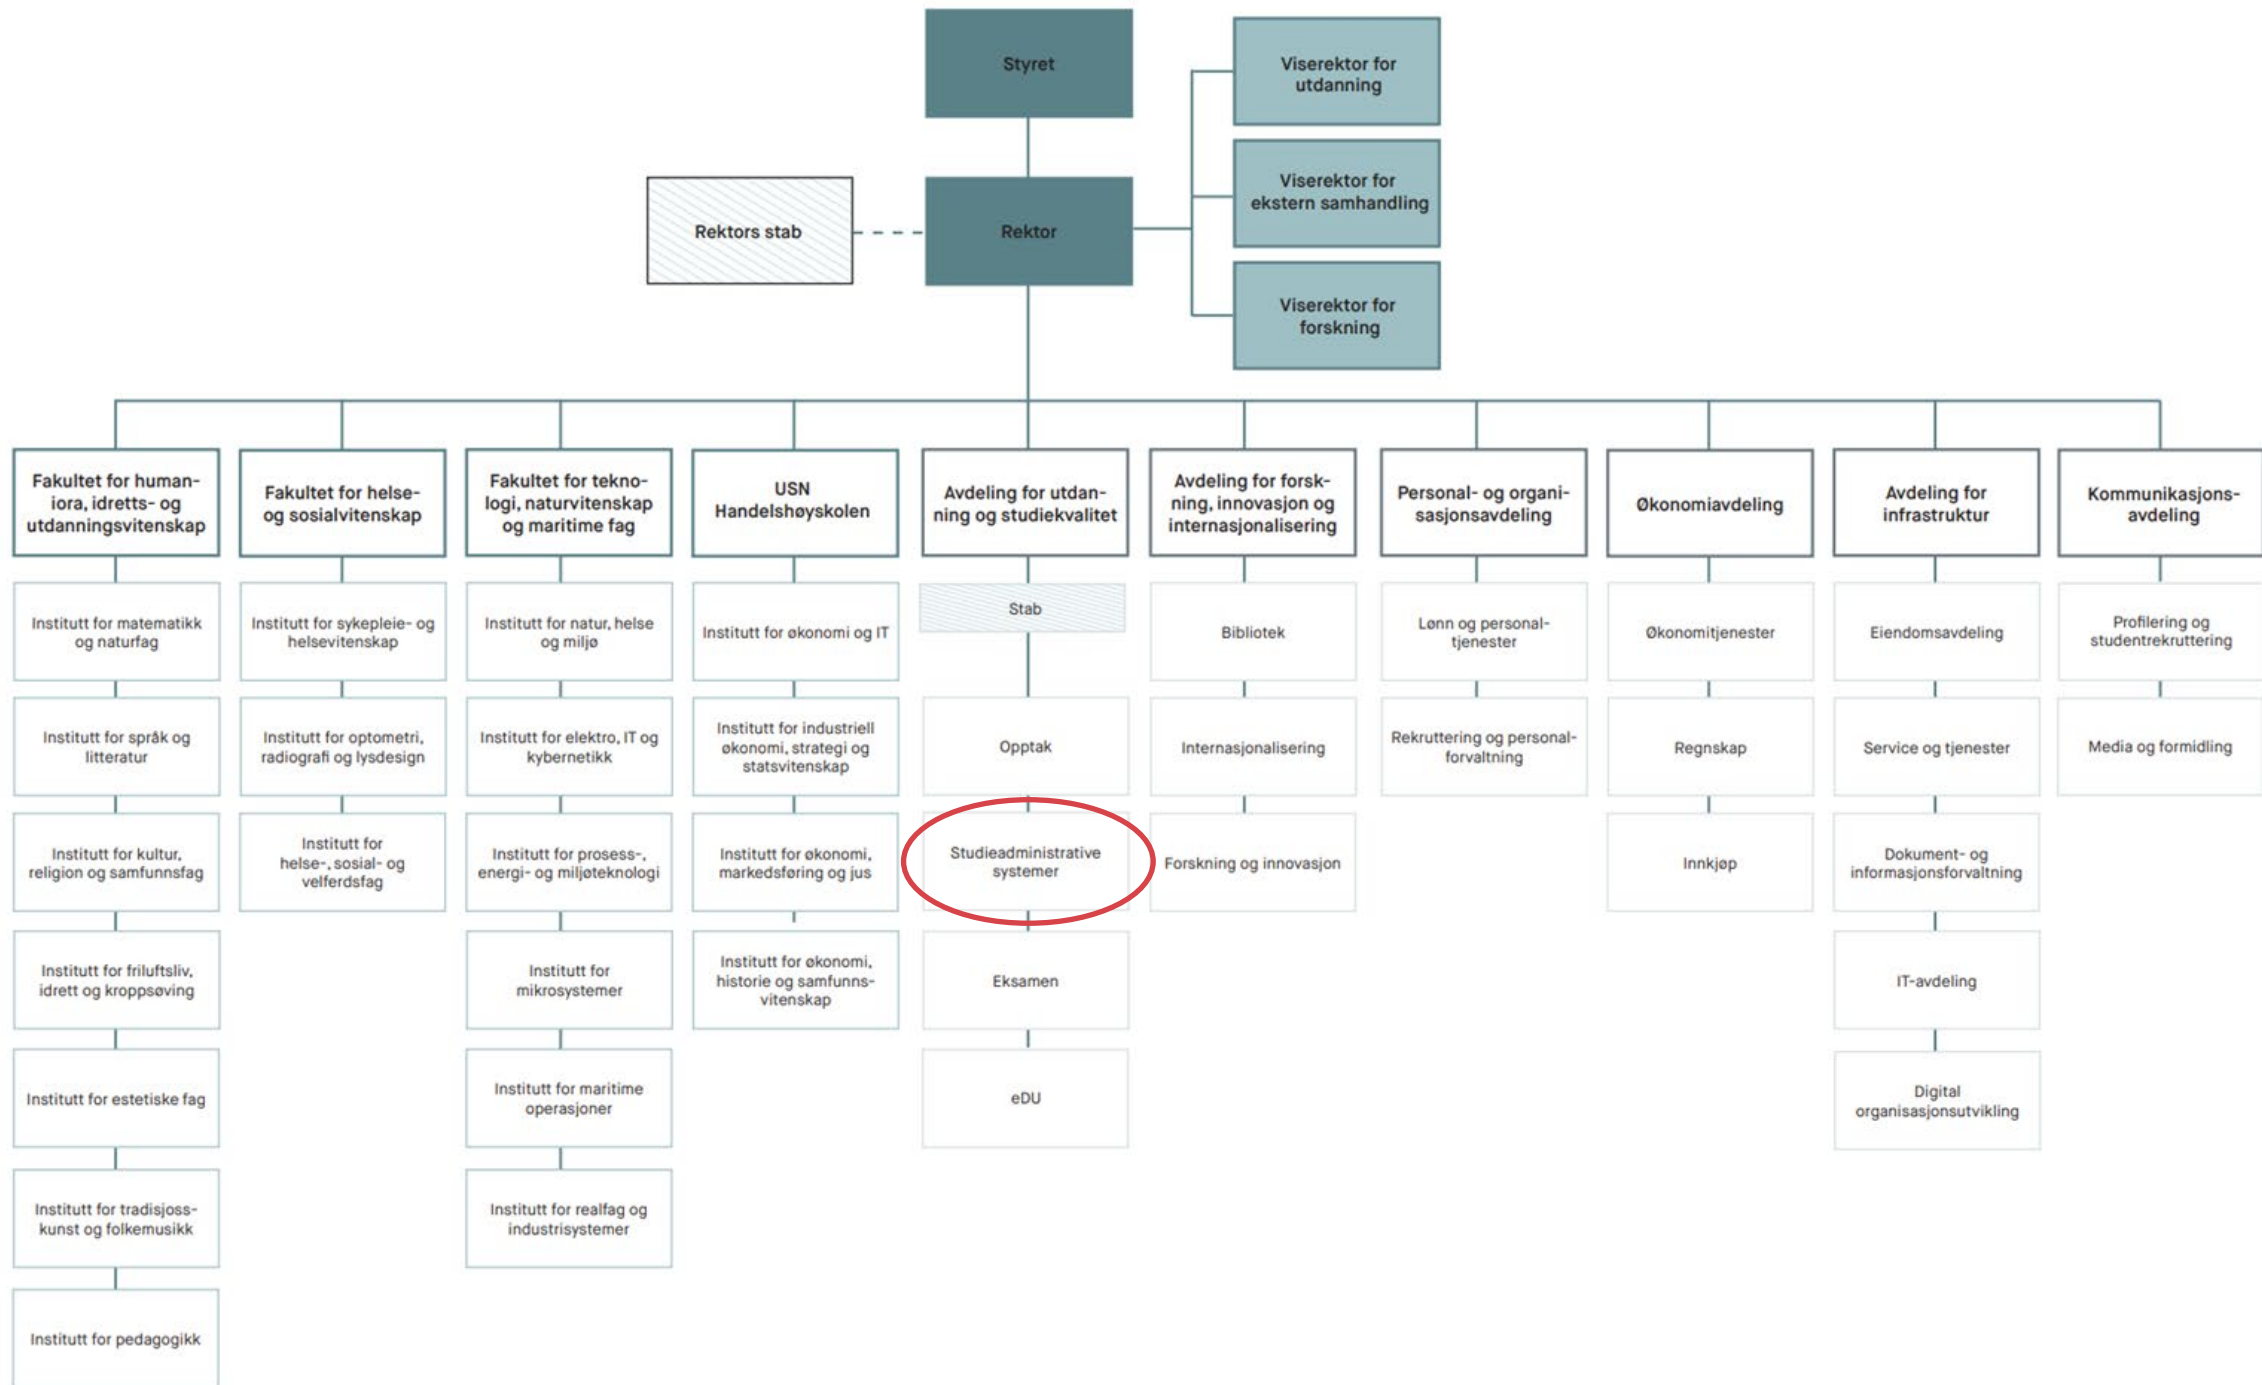 Styret
Viserektor for
utdanning
Viserektor for
ekstern samhandling
Rektors stab
Rektor
Viserektor for
forskning
Fakultet for human-
iora, idretts- og
utdanningsvitenskap
Institutt for matematikk
og naturfag
Institutt for språk og
litteratur
Institutt for kultur,
religion og samfunnsfag
Institutt for friluftsliv,
idrett og kroppsøving
Institutt for estetiske fag
Institutt for tradisjoss-
kunst og folkemusikk
Institutt for pedagogikk
Fakultet for helse-
og sosialvitenskap
Institutt for sykepleie- og
helsevitenskap
Institutt for optometri,
radiografi og lysdesign
Institutt for
helse-, sosial- og
velferdsfag
Fakultet for tekno-
logi, naturvitenskap
og maritime fag
Institutt for natur, helse
og miljø
Institutt for elektro, IT og
kybernetikk
Institutt for prosess-,
energi- og miljøteknologi
Institutt for
mikrosystemer
Institutt for maritime
operasjoner
Institutt for realfag og
industrisystemer
USN
Handelshøyskolen
Institutt for økonomi og IT
Institutt for industriell
økonomi, strategi og
statsvitenskap
Institutt for økonomi,
markedsføring og jus
Institutt for økonomi,
historie og samfunns-
vitenskap
Avdeling for utdan-
ning og studiekvalitet
Stab
Opptak
Studieadministrative
systemer
Eksamen
eDU
Avdeling for forsk-
ning, innovasjon og
internasjonalisering
Bibliotek
Internasjonalisering
Forskning og innovasjon
Personal- og organi-
sasjonsavdeling
Lønn og personal-
tjenester
Rekruttering og personal-
forvaltning
Økonomiavdeling
Økonomitjenester
Regnskap
Innkjøp
Avdeling for
infrastruktur
Eiendomsavdeling
Service og tjenester
Dokument- og
informasjonsforvaltning
IT-avdeling
Digital
organisasjonsutvikling
Kommunikasjons-
avdeling
Profilering og
studentrekruttering
Media og formidling